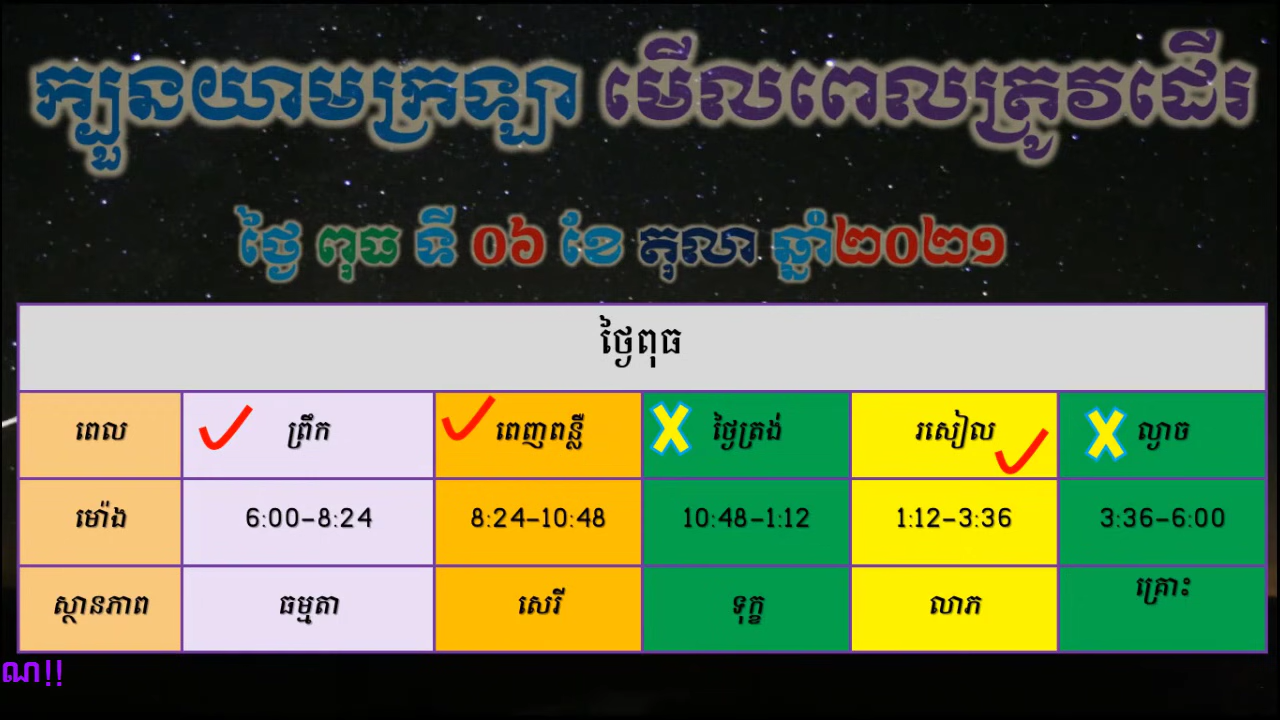 ក្បួនយាមក្រឡា មើលពេលត្រូវដើរ
ថ្ងៃ ពុធ ទី ០៦ ខែ តុលា ឆ្នាំ២០២១
ថ្ងៃពុធ
ពេល ព្រឹក ពេញពន្លឺ ថ្ងៃត្រង់ រសៀល ល្ងាច
ម៉ោង 6:00-8:24 8:24-10:48 10:48-1:12 1:12-3:36 3:36-6:00
ស្ថានភាព ធម្មតា សេរី ទុក្ខ លាភ គ្រោះ
ណ!!